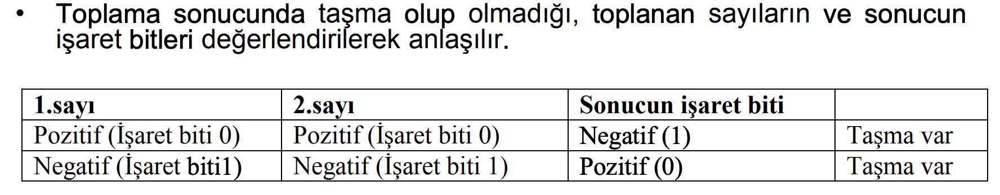 • Toplama sonucunda taşma olup olmadığı, toplanan sayıların ve sonucun
işaret bitleri değerlendirilerek anlaşılır.
1.sayı 2.sayı Sonucun işaret biti
Pozitif (İşaret biti 0) Pozitif (İşaret biti 0) Negatif (1) Taşma var
Negatif (İşaret biti1) Negatif (İşaret biti 1) Pozitif (0) Taşma var